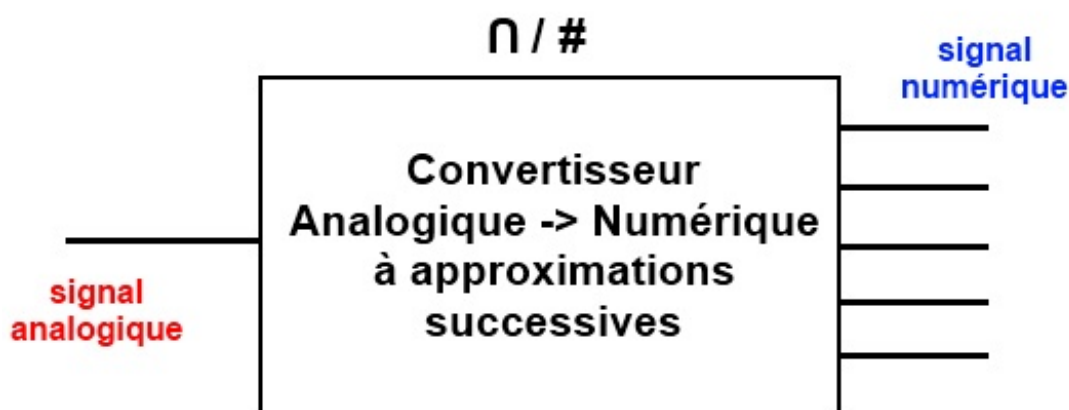 ∩ / #
signal
numérique
Convertisseur
Analogique -> Numérique
à approximations
successives
signal
analogique